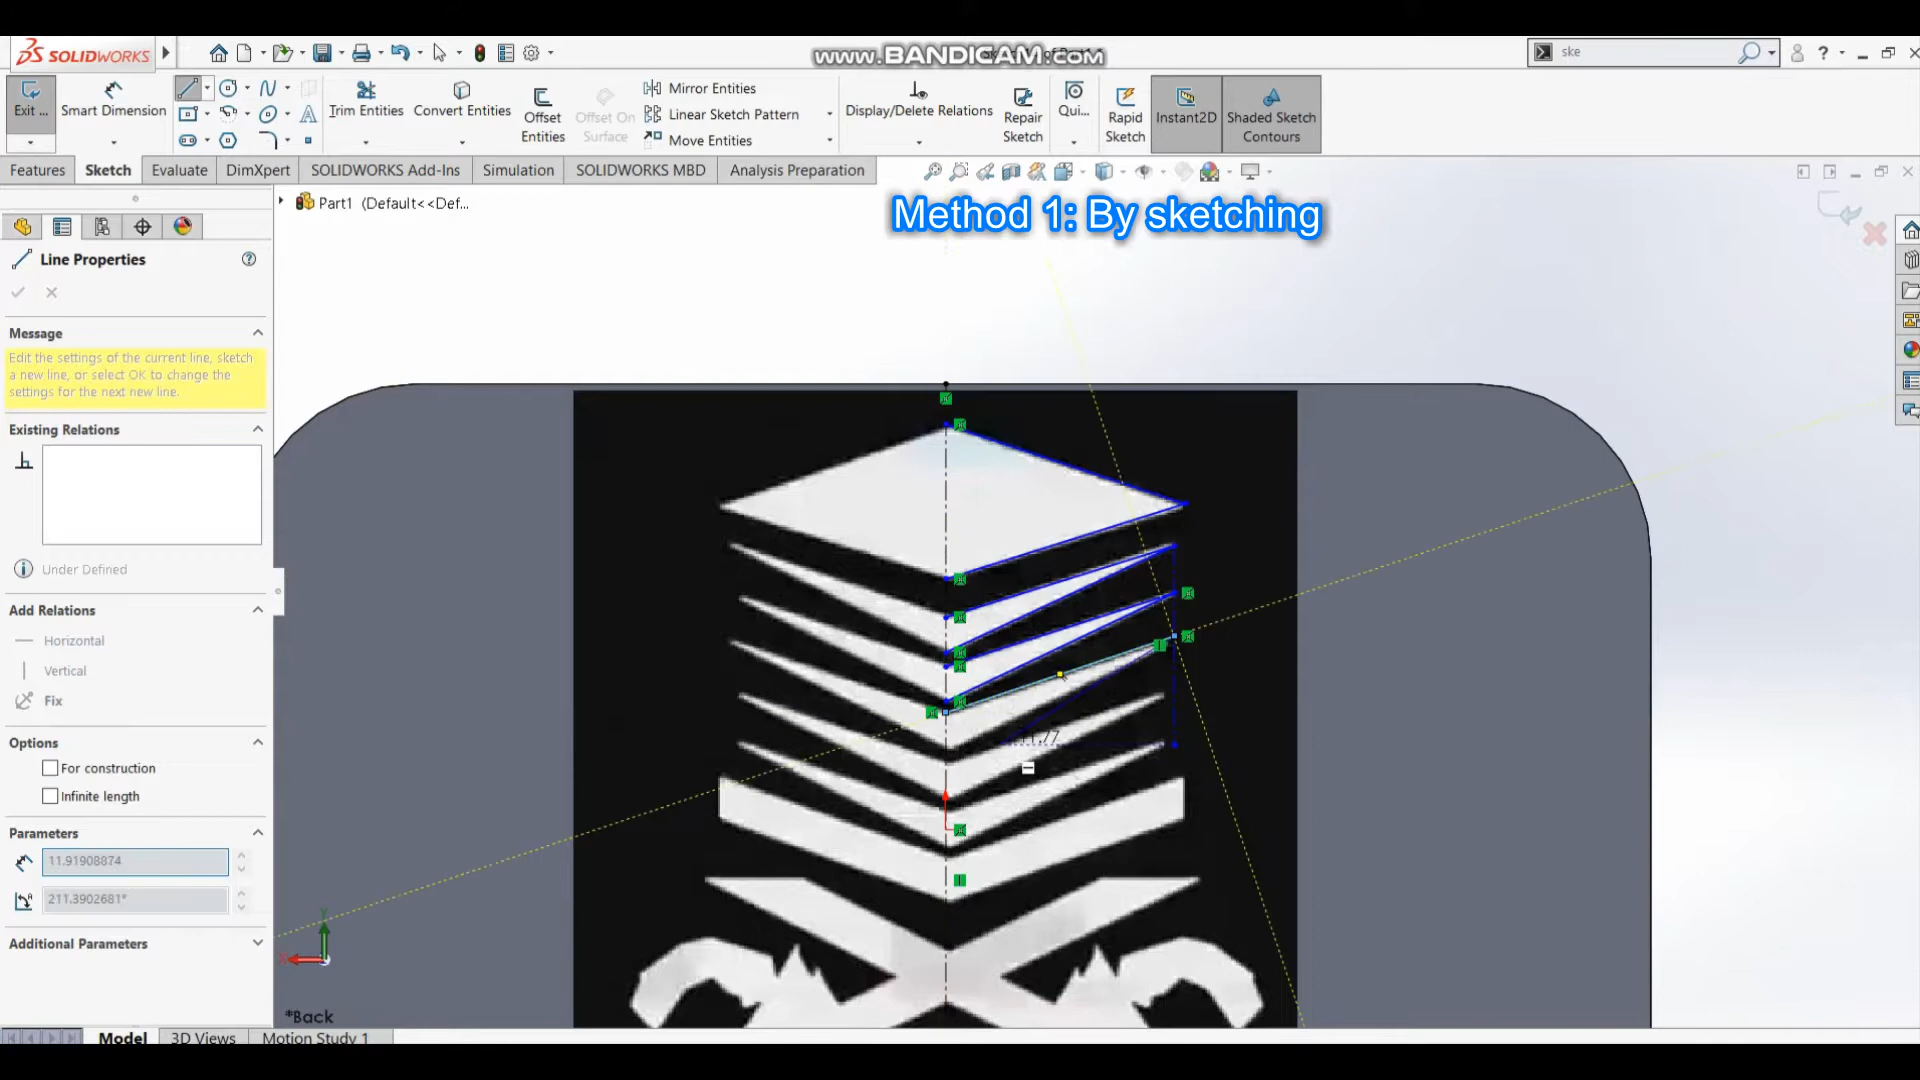 www.BANDICAM.com
SOLIDWORKS
ske
Exit ...
Smart Dimension
Trim Entities
Convert Entities
Offset
Entities
Offset On
Surface
Mirror Entities
Linear Sketch Pattern
Move Entities
Display/Delete Relations
Repair
Sketch
Qui...
Rapid
Sketch
Instant2D
Shaded Sketch
Contours
Features
Sketch
Evaluate
DimXpert
SOLIDWORKS Add-Ins
Simulation
SOLIDWORKS MBD
Analysis Preparation
Part1 (Default<<Def...
Method 1: By sketching
Line Properties
Message
Edit the settings of the current line, sketch
a new line, or select OK to change the
settings for the next new line.
Existing Relations
Under Defined
Add Relations
Horizontal
Vertical
Fix
Options
For construction
Infinite length
Parameters
11.91908874
211.3902681°
Additional Parameters
Y
X
*Back
Model
3D Views
Motion Study 1